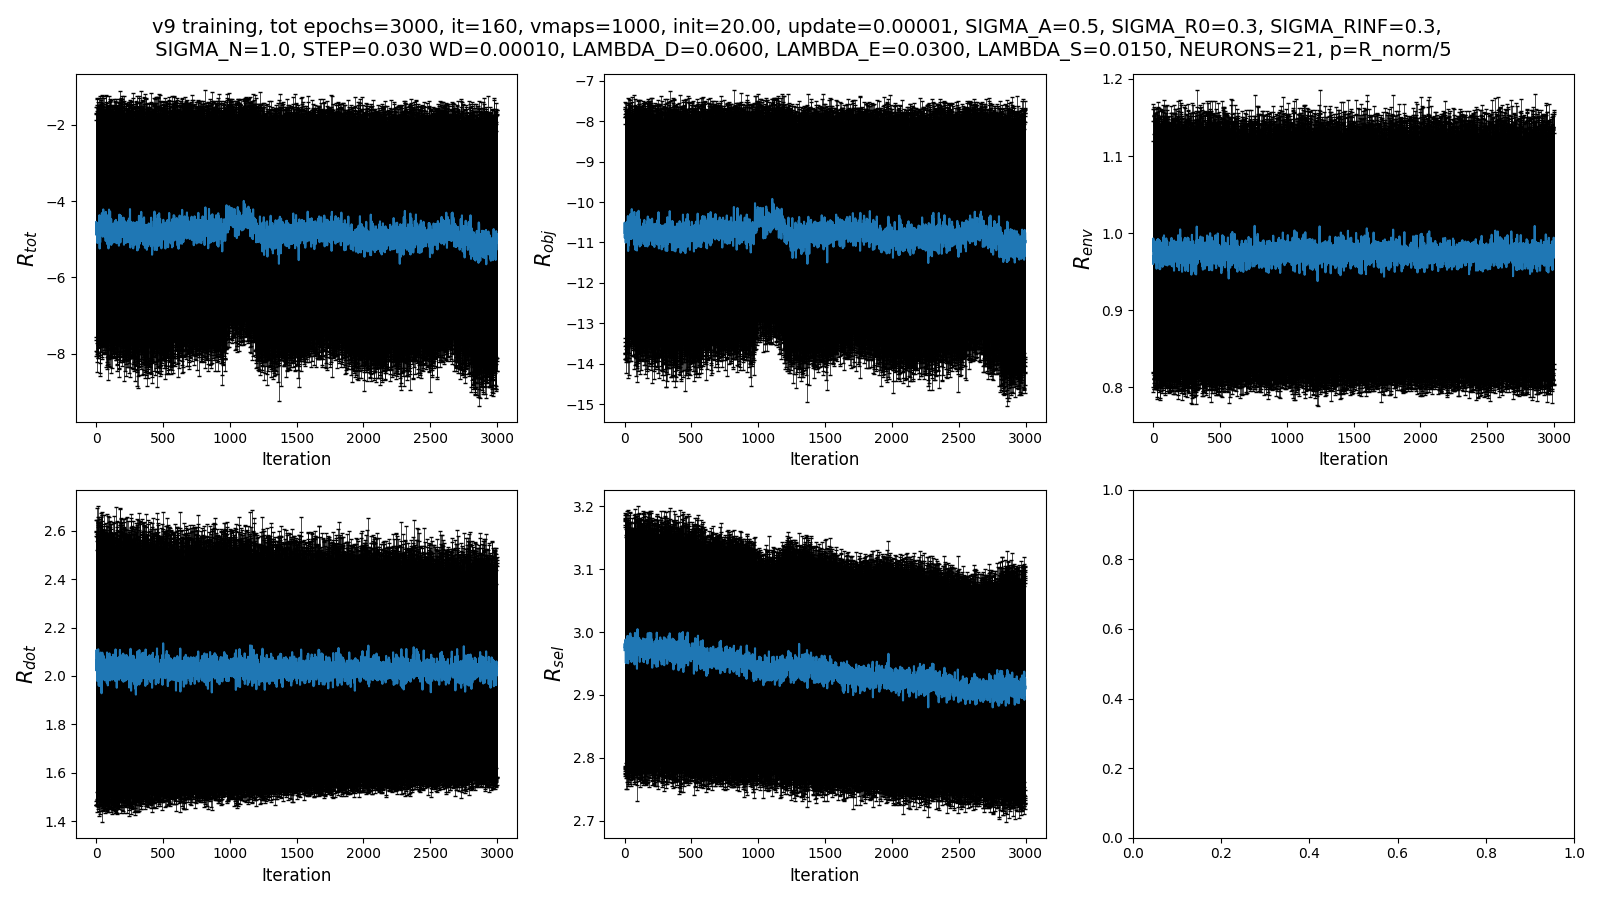 v9 training, tot epochs=3000, it=160, vmaps=1000, init=20.00, update=0.00001, SIGMA_A=0.5, SIGMA_R0=0.3, SIGMA_RINF=0.3,
SIGMA_N=1.0, STEP=0.030 WD=0.00010, LAMBDA_D=0.0600, LAMBDA_E=0.0300, LAMBDA_S=0.0150, NEURONS=21, p=R_norm/5
R_tot
−2
−4
−6
−8
0 500 1000 1500 2000 2500 3000
Iteration
R_obj
−7
−8
−9
−10
−11
−12
−13
−14
−15
0 500 1000 1500 2000 2500 3000
Iteration
R_env
1.2
1.1
1.0
0.9
0.8
0 500 1000 1500 2000 2500 3000
Iteration
R_dot
2.6
2.4
2.2
2.0
1.8
1.6
1.4
0 500 1000 1500 2000 2500 3000
Iteration
R_sel
3.2
3.1
3.0
2.9
2.8
2.7
0 500 1000 1500 2000 2500 3000
Iteration
1.0
0.8
0.6
0.4
0.2
0.0
0.0 0.2 0.4 0.6 0.8 1.0